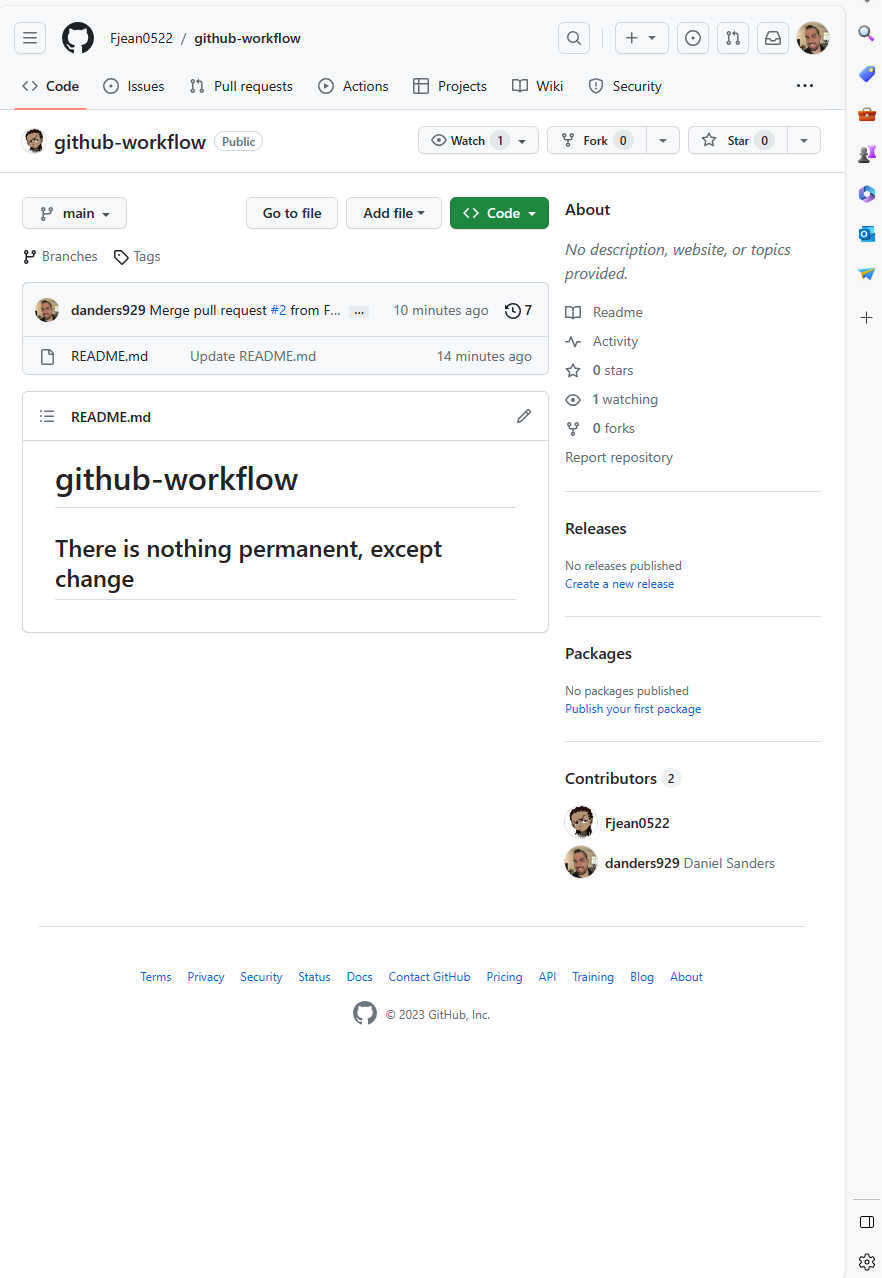 Fjean0522 / github-workflow
Code Issues Pull requests Actions Projects Wiki Security
github-workflow Public
Watch 1 Fork 0 Star 0
main Go to file Add file Code
Branches Tags
danders929 Merge pull request #2 from F... ... 10 minutes ago 7
README.md Update README.md 14 minutes ago
README.md
github-workflow
There is nothing permanent, except
change
About
No description, website, or topics
provided.
Readme
Activity
0 stars
1 watching
0 forks
Report repository
Releases
No releases published
Create a new release
Packages
No packages published
Publish your first package
Contributors 2
Fjean0522
danders929 Daniel Sanders
Terms Privacy Security Status Docs Contact GitHub Pricing API Training Blog About
© 2023 GitHub, Inc.